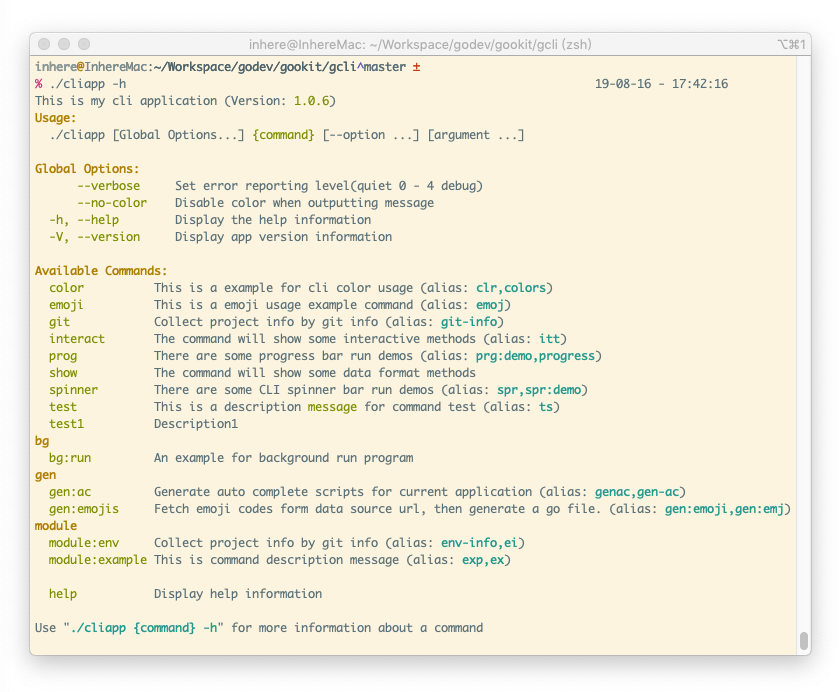 inhere@InhereMac: ~/Workspace/godev/gookit/gcli (zsh) ⌥⌘1
inhere@InhereMac:~/Workspace/godev/gookit/gcli^master ±
% ./cliapp -h 19-08-16 - 17:42:16
This is my cli application (Version: 1.0.6)
Usage:
./cliapp [Global Options...] {command} [--option ...] [argument ...]
Global Options:
--verbose Set error reporting level(quiet 0 - 4 debug)
--no-color Disable color when outputting message
-h, --help Display the help information
-V, --version Display app version information
Available Commands:
color This is a example for cli color usage (alias: clr,colors)
emoji This is a emoji usage example command (alias: emoj)
git Collect project info by git info (alias: git-info)
interact The command will show some interactive methods (alias: itt)
prog There are some progress bar run demos (alias: prg:demo,progress)
show The command will show some data format methods
spinner There are some CLI spinner bar run demos (alias: spr,spr:demo)
test This is a description message for command test (alias: ts)
test1 Description1
bg
bg:run An example for background run program
gen
gen:ac Generate auto complete scripts for current application (alias: genac,gen-ac)
gen:emojis Fetch emoji codes form data source url, then generate a go file. (alias: gen:emoji,gen:emj)
module
module:env Collect project info by git info (alias: env-info,ei)
module:example This is command description message (alias: exp,ex)
help Display help information
Use "./cliapp {command} -h" for more information about a command